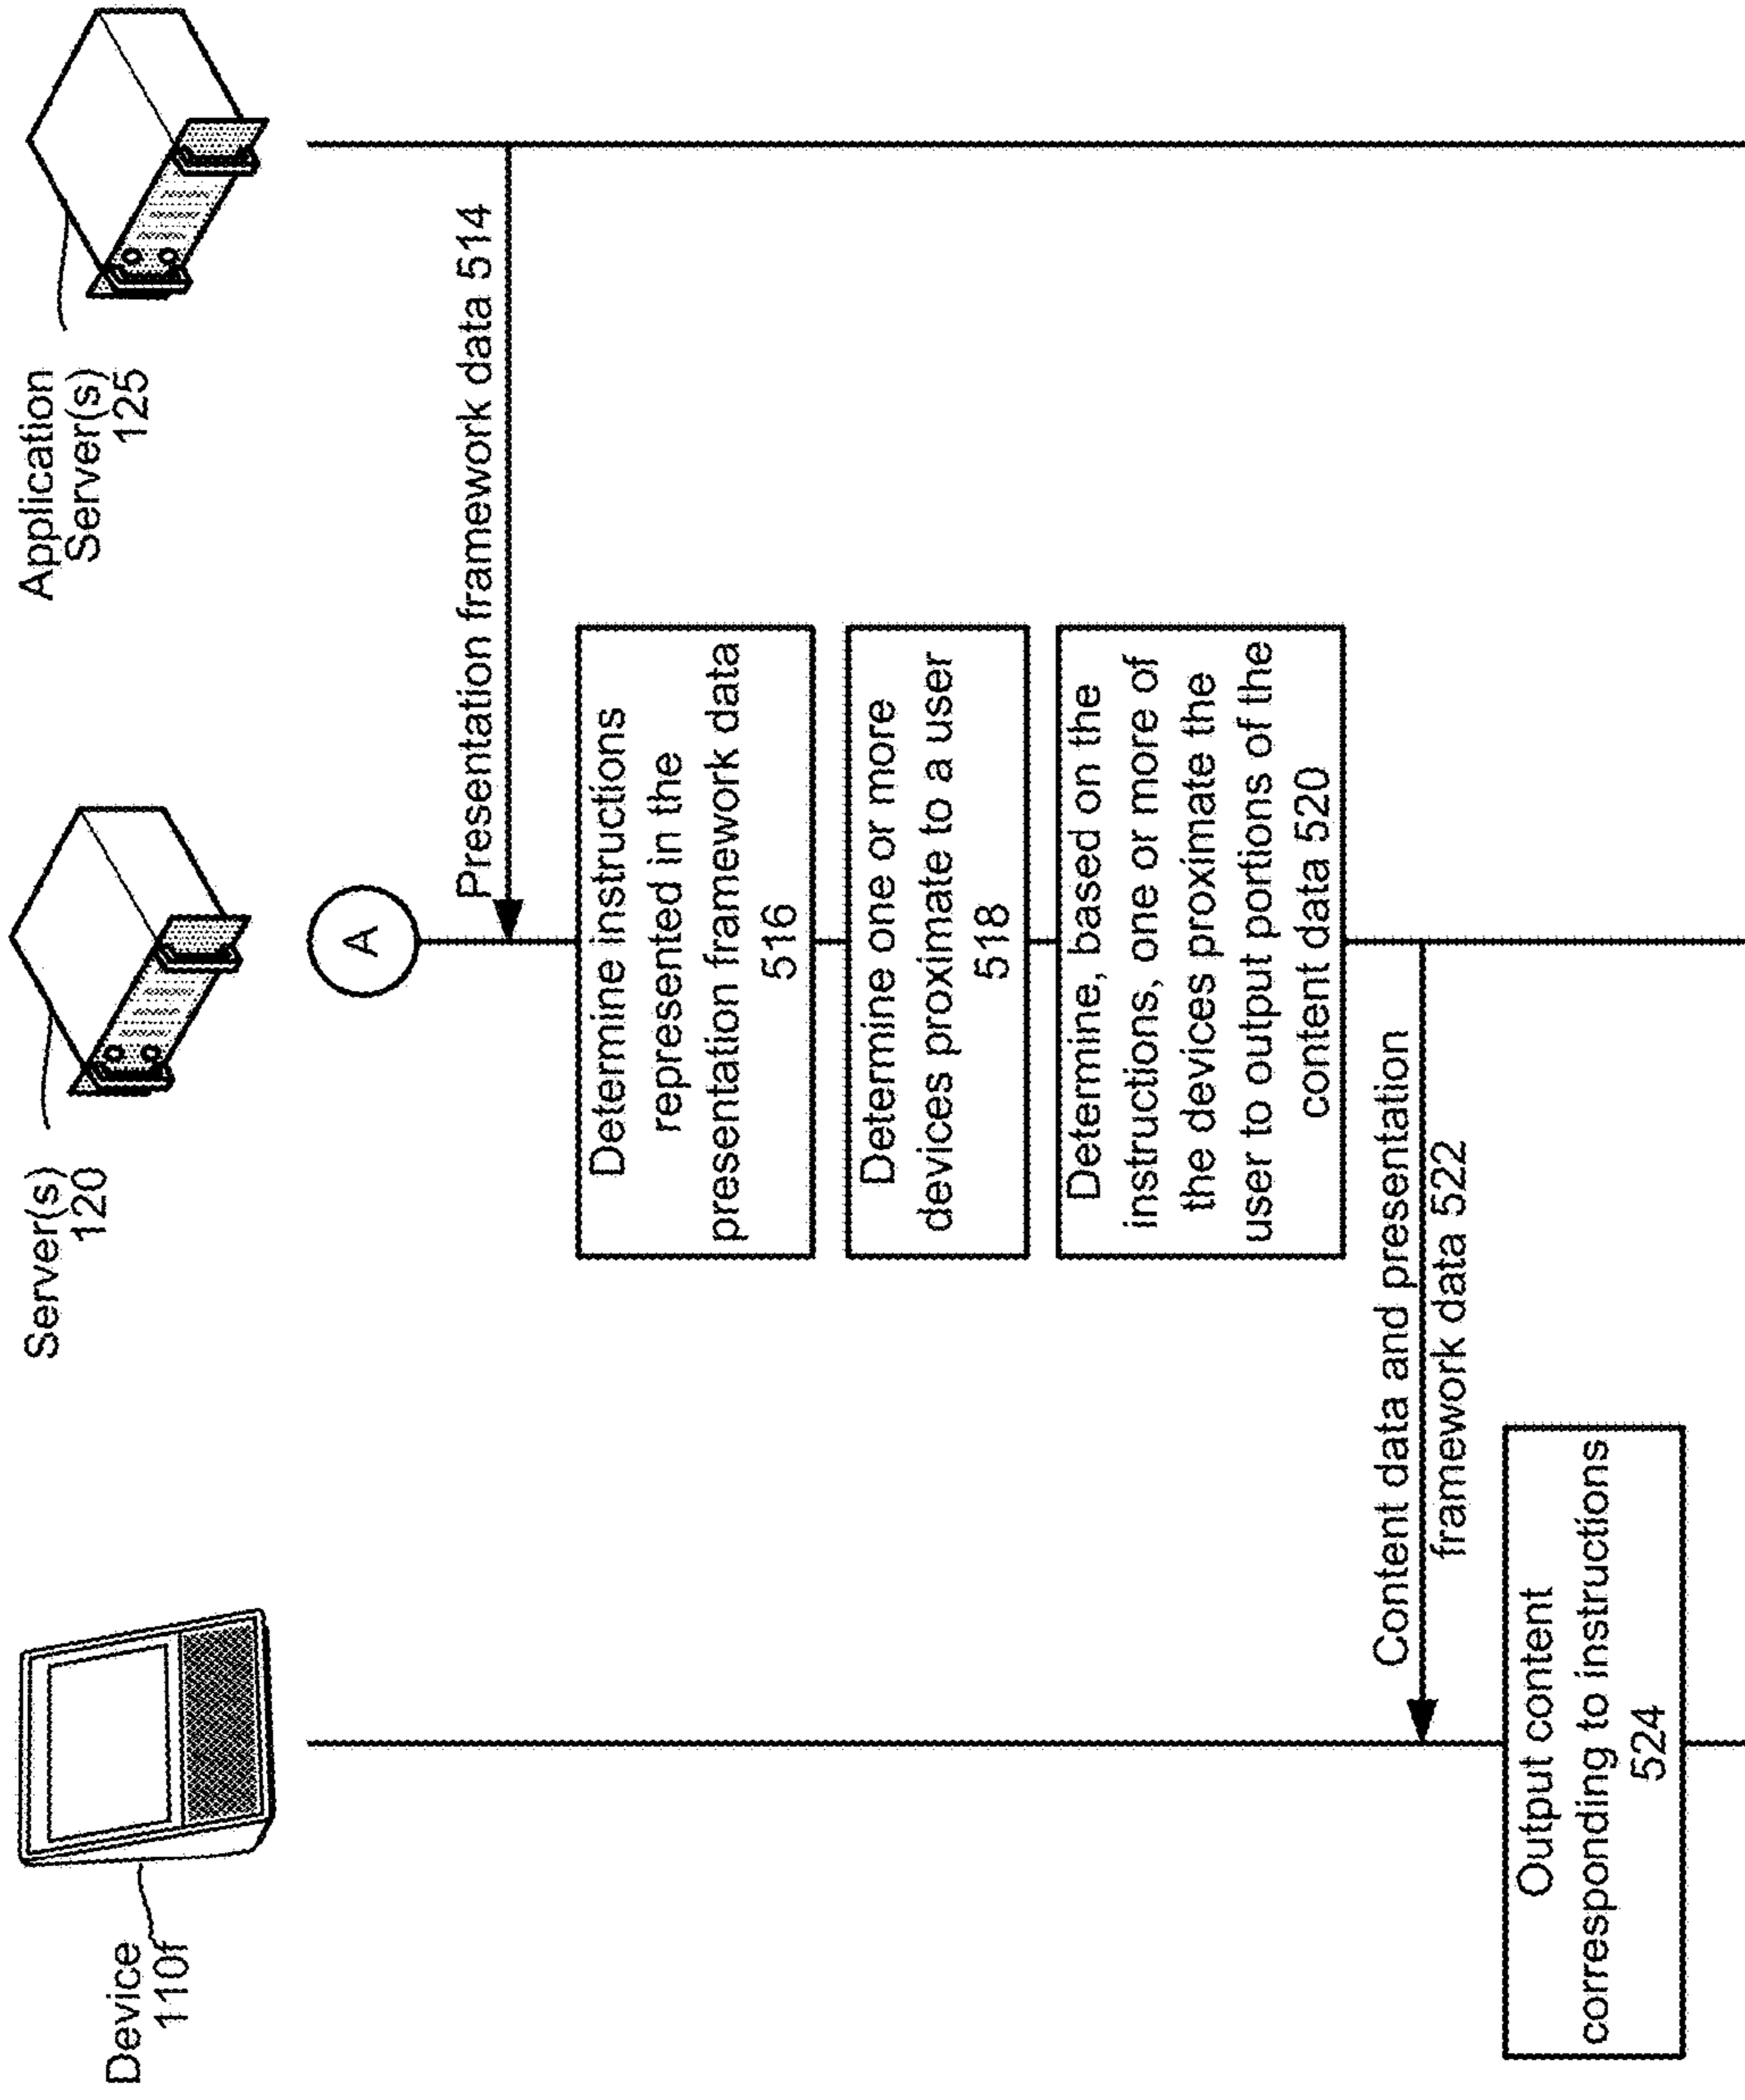 Device
110f
Server(s)
120
Application
Server(s)
125
A
Presentation framework data 514
Determine instructions
represented in the
presentation framework data
516
Determine one or more
devices proximate to a user
518
Determine, based on the
instructions, one or more of
the devices proximate the
user to output portions of the
content data 520
Content data and presentation
framework data 522
Output content
corresponding to instructions
524